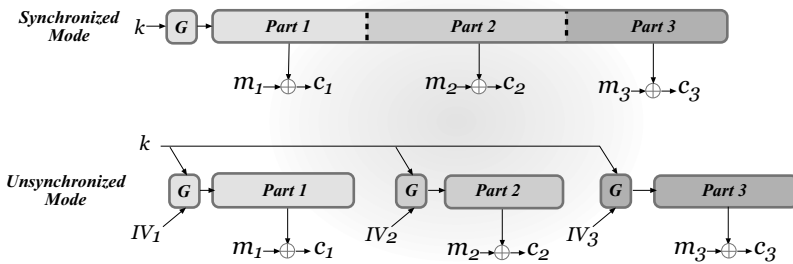 Synchronized Mode
k G Part 1 Part 2 Part 3
m1 c1 m2 c2 m3 c3
k
Unsynchronized Mode
G Part 1 G Part 2 G Part 3
IV1 IV2 IV3
m1 c1 m2 c2 m3 c3